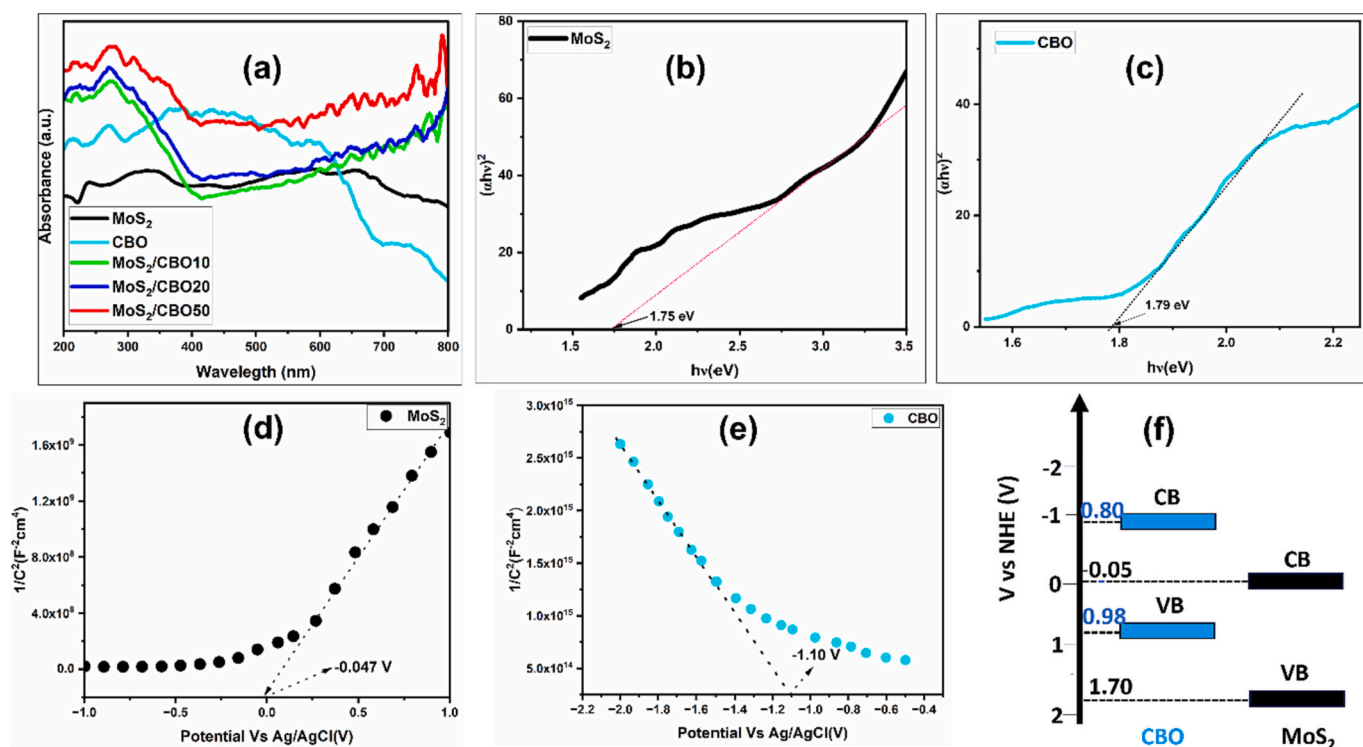 (a)
Absorbance (a.u.)
MoS₂
CBO
MoS₂/CBO10
MoS₂/CBO20
MoS₂/CBO50
200 300 400 500 600 700 800
Wavelegth (nm)
(b)
MoS₂
(αhν)²
80
60
40
20
0
1.75 eV
1.5 2.0 2.5 3.0 3.5
hν(eV)
(c)
CBO
(αhν)²
40
20
0
1.79 eV
1.6 1.8 2.0 2.2
hν(eV)
(d)
MoS₂
1/C²(F⁻²cm⁴)
1.6x10⁹
1.2x10⁹
8.0x10⁸
4.0x10⁸
0.0
-0.047 V
-1.0 -0.5 0.0 0.5 1.0
Potential Vs Ag/AgCl(V)
(e)
CBO
1/C²(F⁻²cm⁴)
3.0x10¹⁵
2.5x10¹⁵
2.0x10¹⁵
1.5x10¹⁵
1.0x10¹⁵
5.0x10¹⁴
-1.10 V
-2.2 -2.0 -1.8 -1.6 -1.4 -1.2 -1.0 -0.8 -0.6 -0.4
Potential Vs Ag/AgCl(V)
(f)
V vs NHE (V)
-2
-1
0
1
2
0.80
CB
-0.05
CB
0.98
VB
1.70
VB
CBO
MoS₂